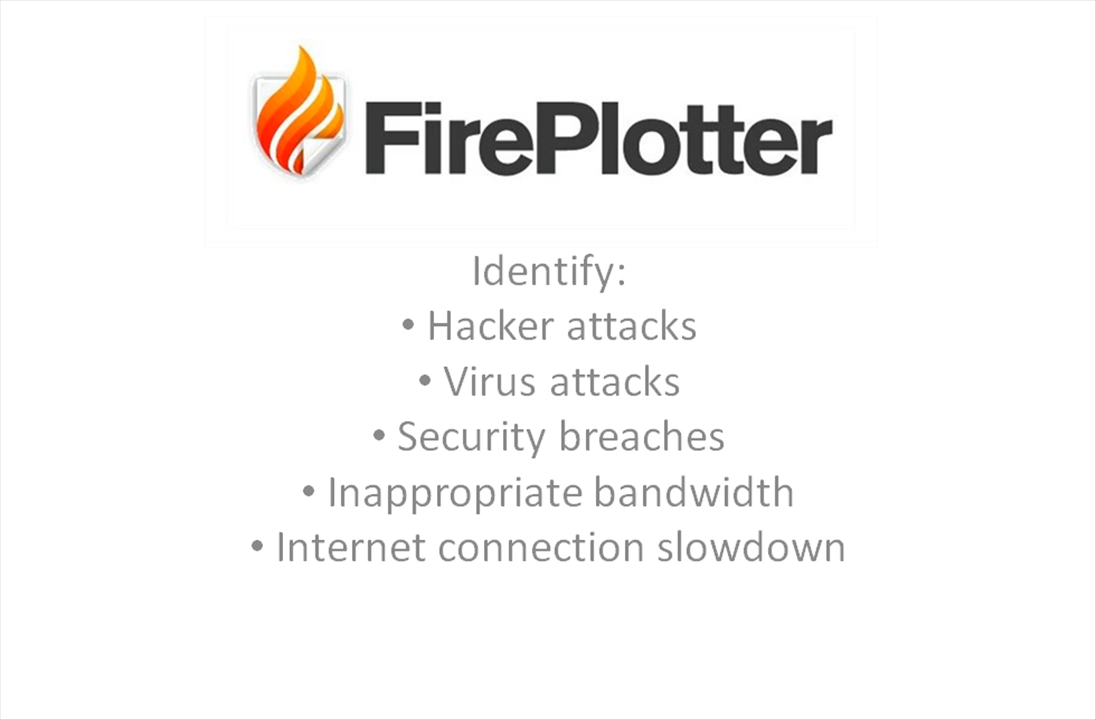 FirePlotter
Identify:
• Hacker attacks
• Virus attacks
• Security breaches
• Inappropriate bandwidth
• Internet connection slowdown